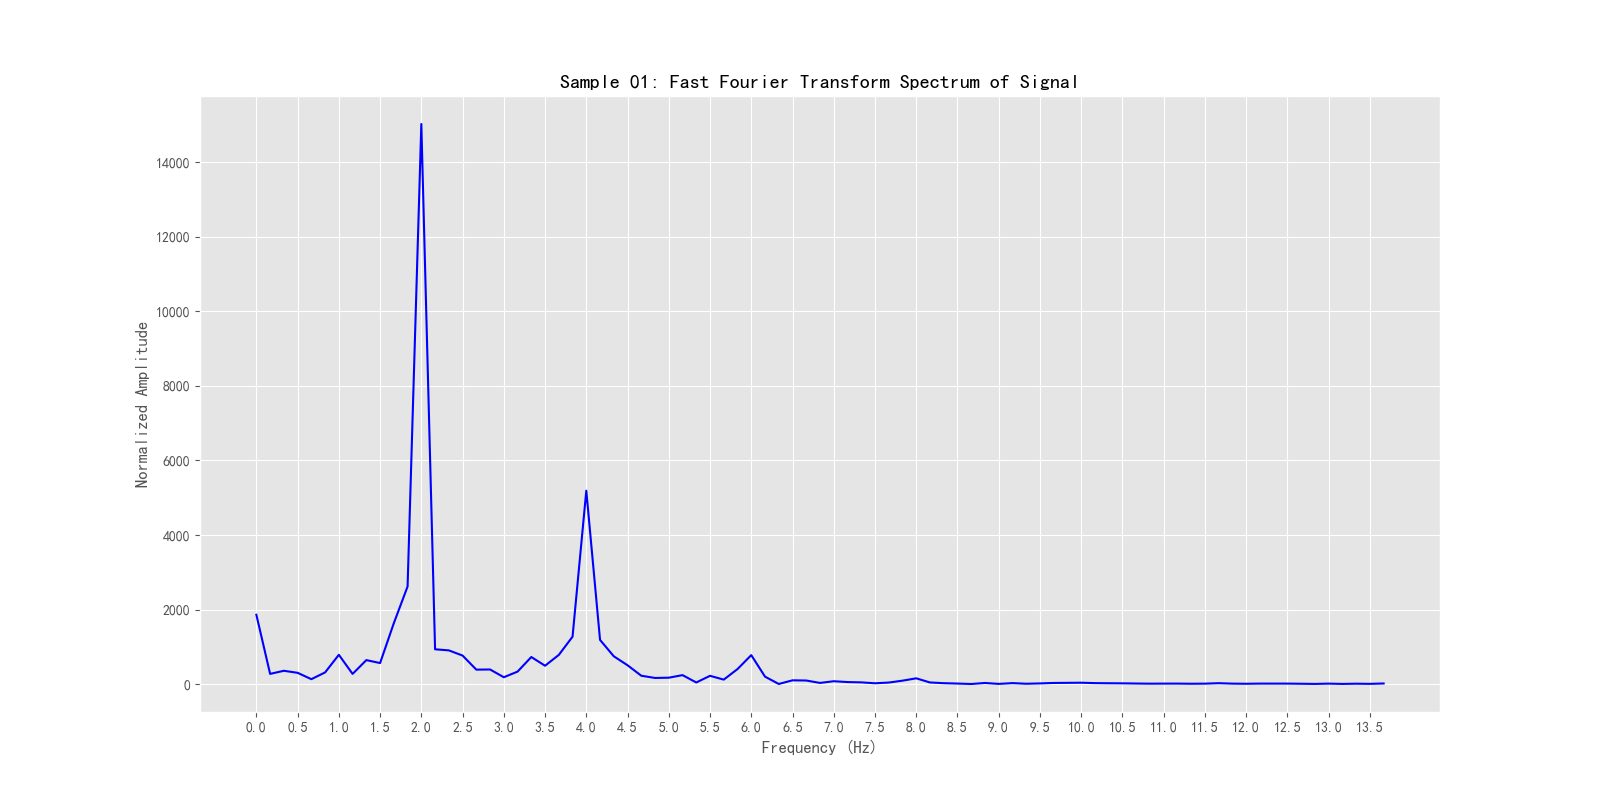 Sample 01: Fast Fourier Transform Spectrum of Signal
Normalized Amplitude
14000
12000
10000
8000
6000
4000
2000
0
0.0 0.5 1.0 1.5 2.0 2.5 3.0 3.5 4.0 4.5 5.0 5.5 6.0 6.5 7.0 7.5 8.0 8.5 9.0 9.5 10.0 10.5 11.0 11.5 12.0 12.5 13.0 13.5
Frequency (Hz)